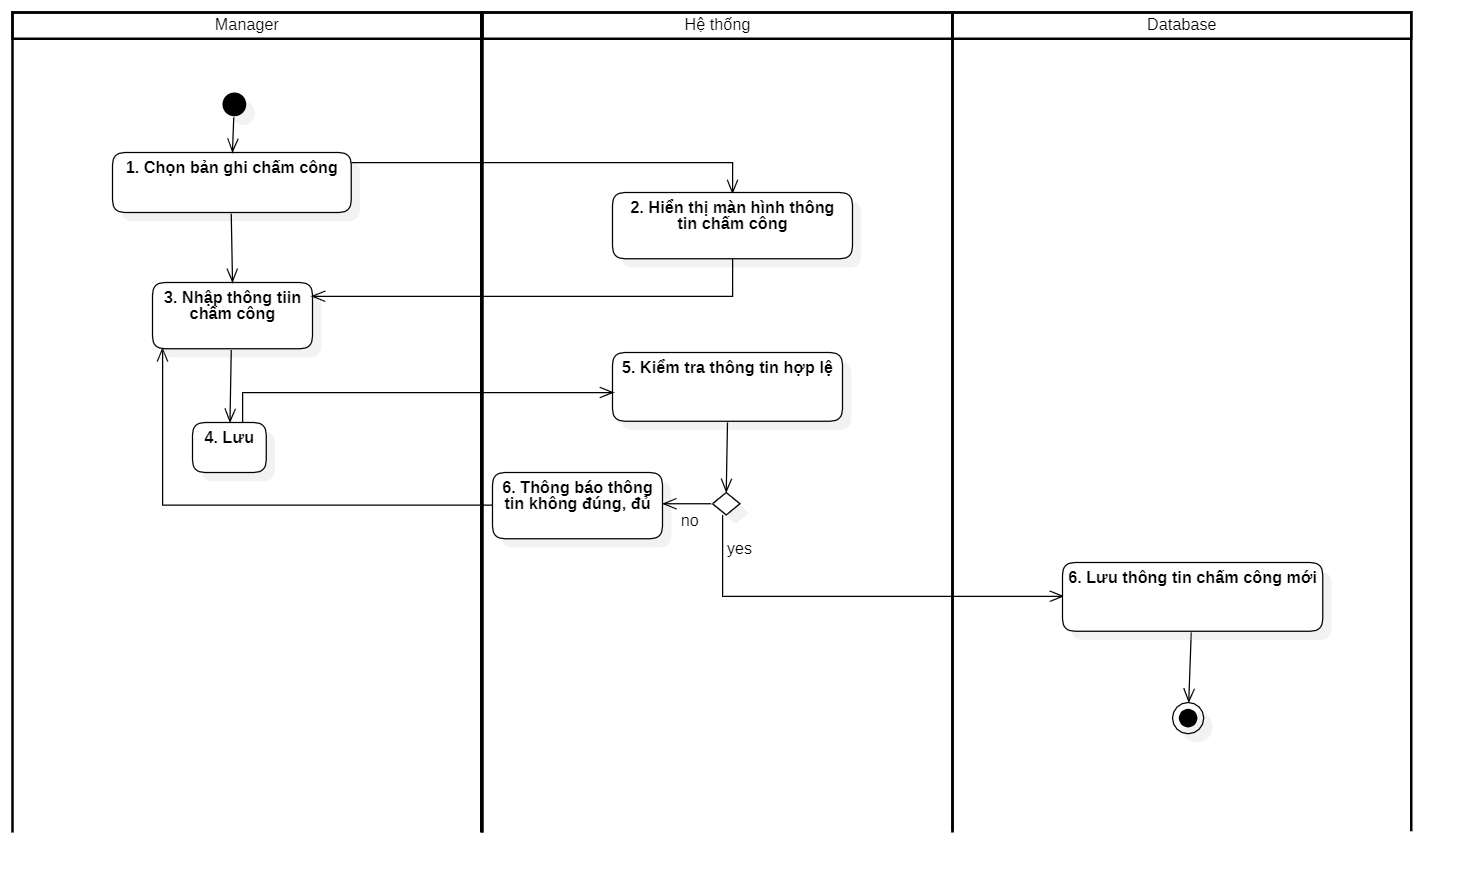 Manager
Hệ thống
Database
1. Chọn bản ghi chấm công
2. Hiển thị màn hình thông
tin chấm công
3. Nhập thông tiin
chấm công
4. Lưu
5. Kiểm tra thông tin hợp lệ
6. Thông báo thông
tin không đúng, đủ
no
yes
6. Lưu thông tin chấm công mới